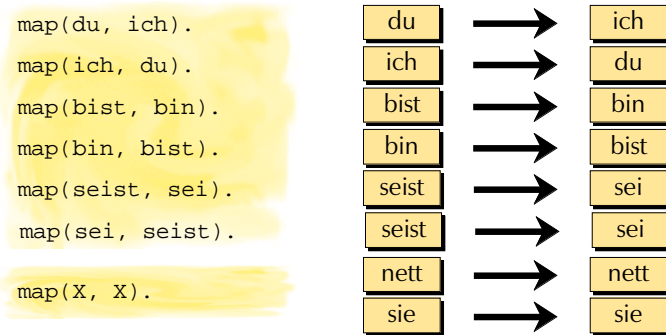 map(du, ich). du ich
map(ich, du). ich du
map(bist, bin). bist bin
map(bin, bist). bin bist
map(seist, sei). seist sei
map(sei, seist). seist sei
map(X, X). nett nett
sie sie